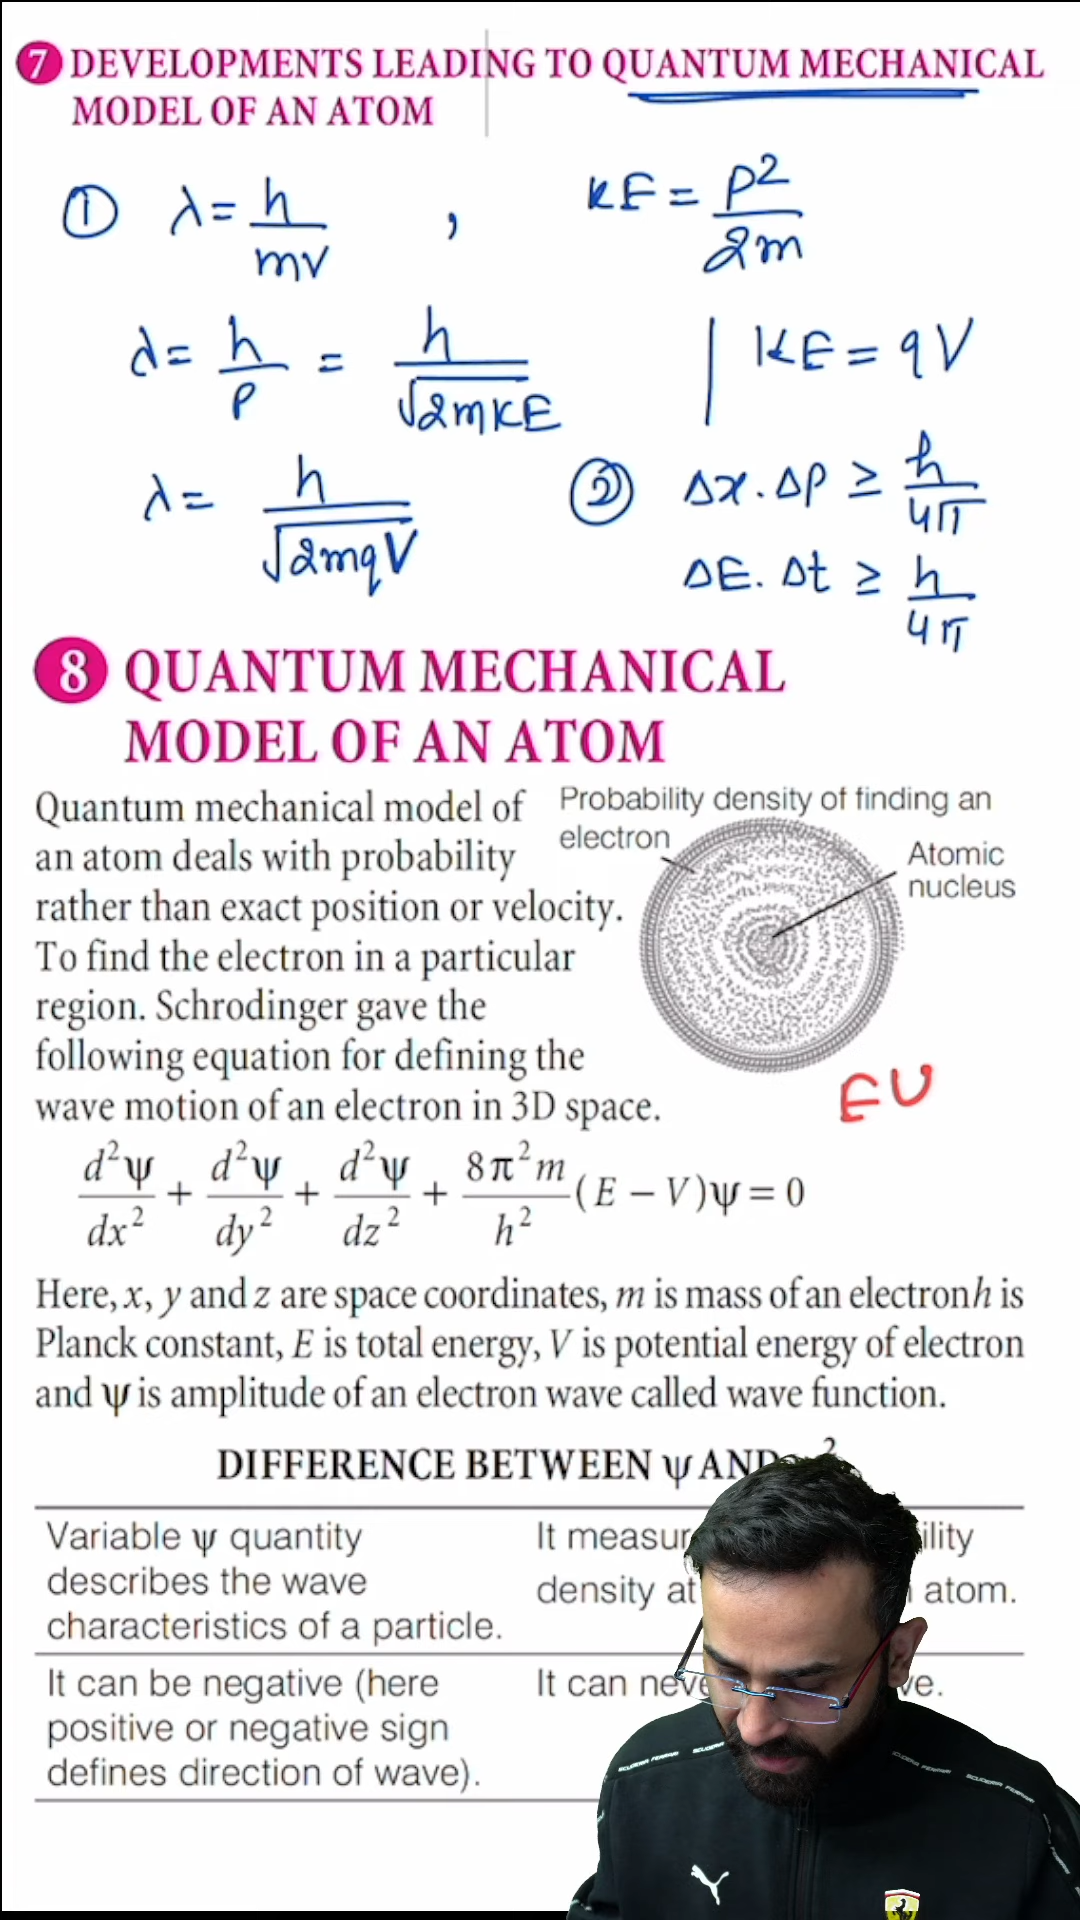 7 DEVELOPMENTS LEADING TO QUANTUM MECHANICAL
MODEL OF AN ATOM
① λ = h/mv , KE = p²/2m
λ = h/p = h/√2mKE | KE = qV
λ = h/√2mqV
② Δx.Δp ≥ h/4π
ΔE.Δt ≥ h/4π
8 QUANTUM MECHANICAL
MODEL OF AN ATOM
Quantum mechanical model of
an atom deals with probability
rather than exact position or velocity.
To find the electron in a particular
region. Schrodinger gave the
following equation for defining the
wave motion of an electron in 3D space.
Probability density of finding an
electron
Atomic
nucleus
EU
d²ψ/dx² + d²ψ/dy² + d²ψ/dz² + 8π²m/h² (E − V)ψ = 0
Here, x, y and z are space coordinates, m is mass of an electron h is
Planck constant, E is total energy, V is potential energy of electron
and ψ is amplitude of an electron wave called wave function.
DIFFERENCE BETWEEN ψ AND
Variable ψ quantity
describes the wave
characteristics of a particle.
It
density at atom.
It can be negative (here
positive or negative sign
defines direction of wave).
It can
SCUDERIA FERRARI